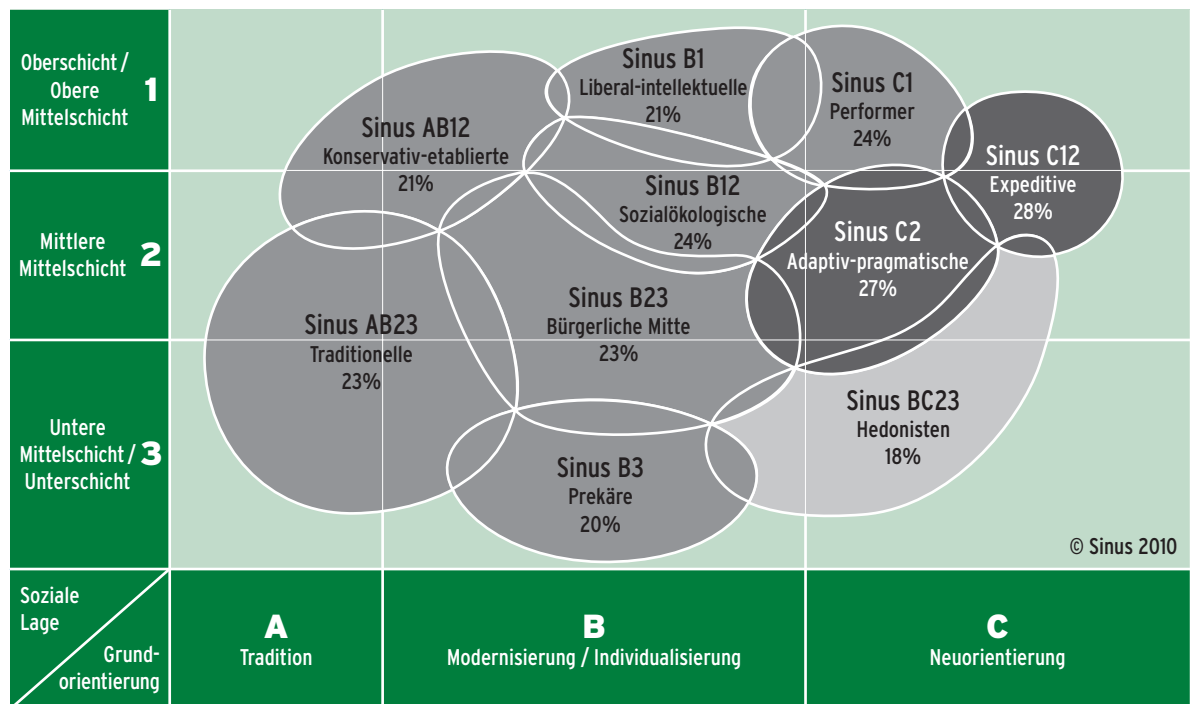 Oberschicht /
Obere
Mittelschicht
1
Mittlere
Mittelschicht
2
Untere
Mittelschicht /
Unterschicht
3
Sinus AB12
Konservativ-etablierte
21%
Sinus B1
Liberal-intellektuelle
21%
Sinus C1
Performer
24%
Sinus C12
Expeditive
28%
Sinus B12
Sozialökologische
24%
Sinus C2
Adaptiv-pragmatische
27%
Sinus AB23
Traditionelle
23%
Sinus B23
Bürgerliche Mitte
23%
Sinus BC23
Hedonisten
18%
Sinus B3
Prekäre
20%
© Sinus 2010
Soziale
Lage
Grund-
orientierung
A
Tradition
B
Modernisierung / Individualisierung
C
Neuorientierung